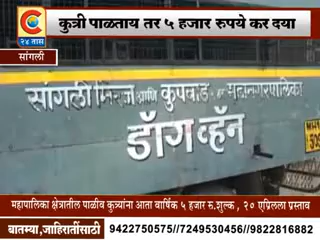 कुत्री पाळताय तर ५ हजार रुपये कर दया
C
२४ तास
सांगली
सांगली मिरज आणि कुपवाड शहर महानगरपालिका
डॉग व्हॅन
MH1
महापालिका क्षेत्रातील पाळीव कुत्र्यांना आता वार्षिक ५ हजार रु.शुल्क , २० एप्रिलला प्रस्ताव
बातम्या,जाहिरातींसाठी 9422750575//7249530456//9822816882